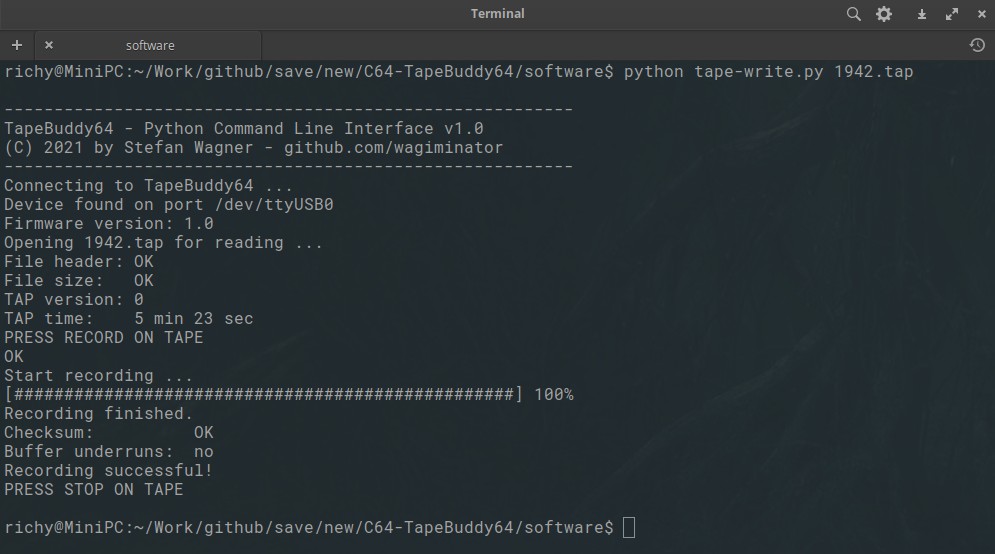 Terminal
software
richy@MiniPC:~/Work/github/save/new/C64-TapeBuddy64/software$ python tape-write.py 1942.tap
---------------------------------------------------------
TapeBuddy64 - Python Command Line Interface v1.0
(C) 2021 by Stefan Wagner - github.com/wagiminator
---------------------------------------------------------
Connecting to TapeBuddy64 ...
Device found on port /dev/ttyUSB0
Firmware version: 1.0
Opening 1942.tap for reading ...
File header: OK
File size:   OK
TAP version: 0
TAP time:    5 min 23 sec
PRESS RECORD ON TAPE
OK
Start recording ...
[##################################################] 100%
Recording finished.
Checksum:          OK
Buffer underruns:  no
Recording successful!
PRESS STOP ON TAPE
richy@MiniPC:~/Work/github/save/new/C64-TapeBuddy64/software$